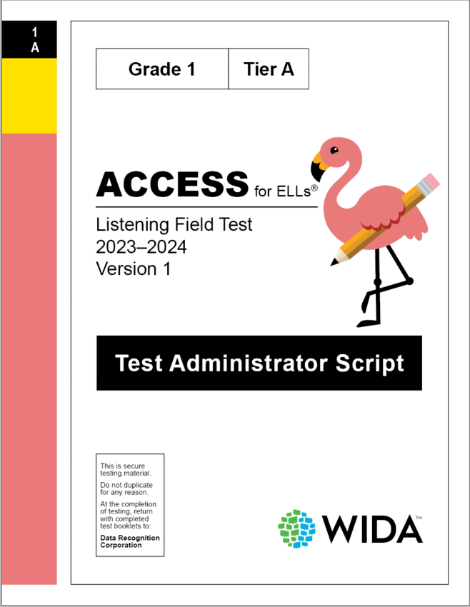 1
A
Grade 1 Tier A
ACCESS for ELLs®
Listening Field Test
2023–2024
Version 1
Test Administrator Script
This is secure
testing material.
Do not duplicate
for any reason.
At the completion
of testing, return
with completed
test booklets to:
Data Recognition
Corporation
WIDA™